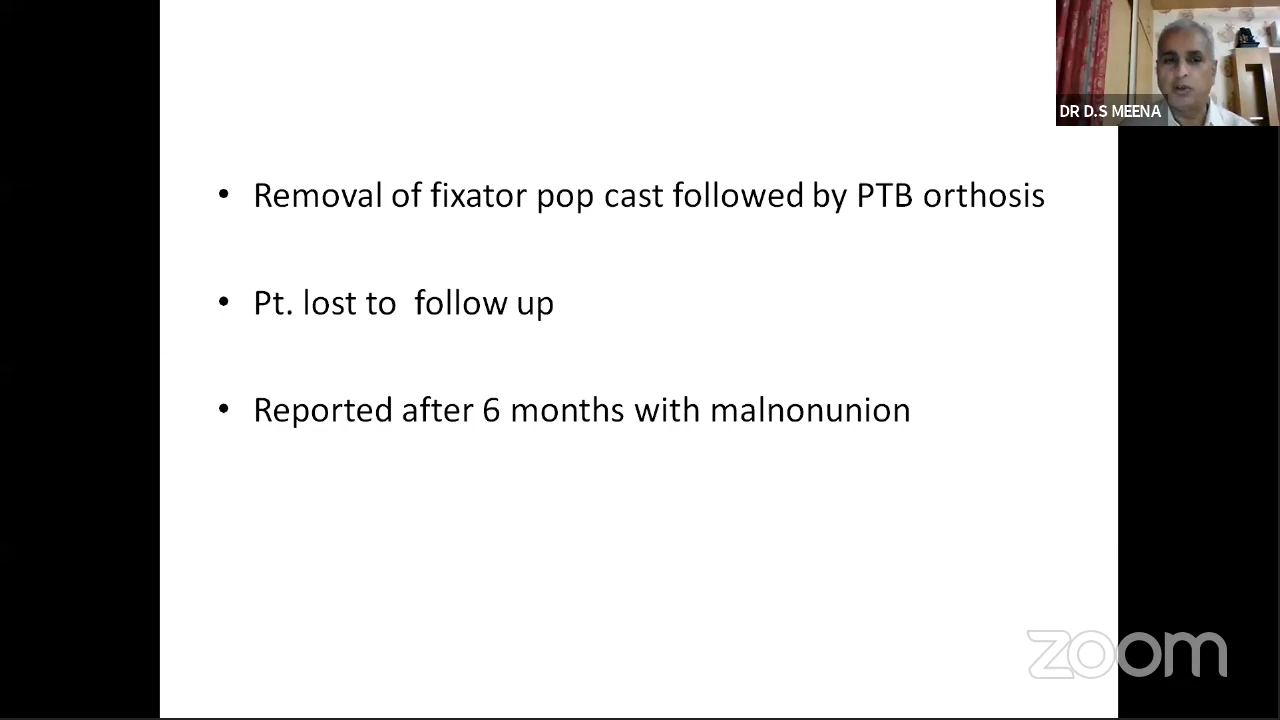 DR D.S MEENA
• Removal of fixator pop cast followed by PTB orthosis
• Pt. lost to  follow up
• Reported after 6 months with malnonunion
zoom